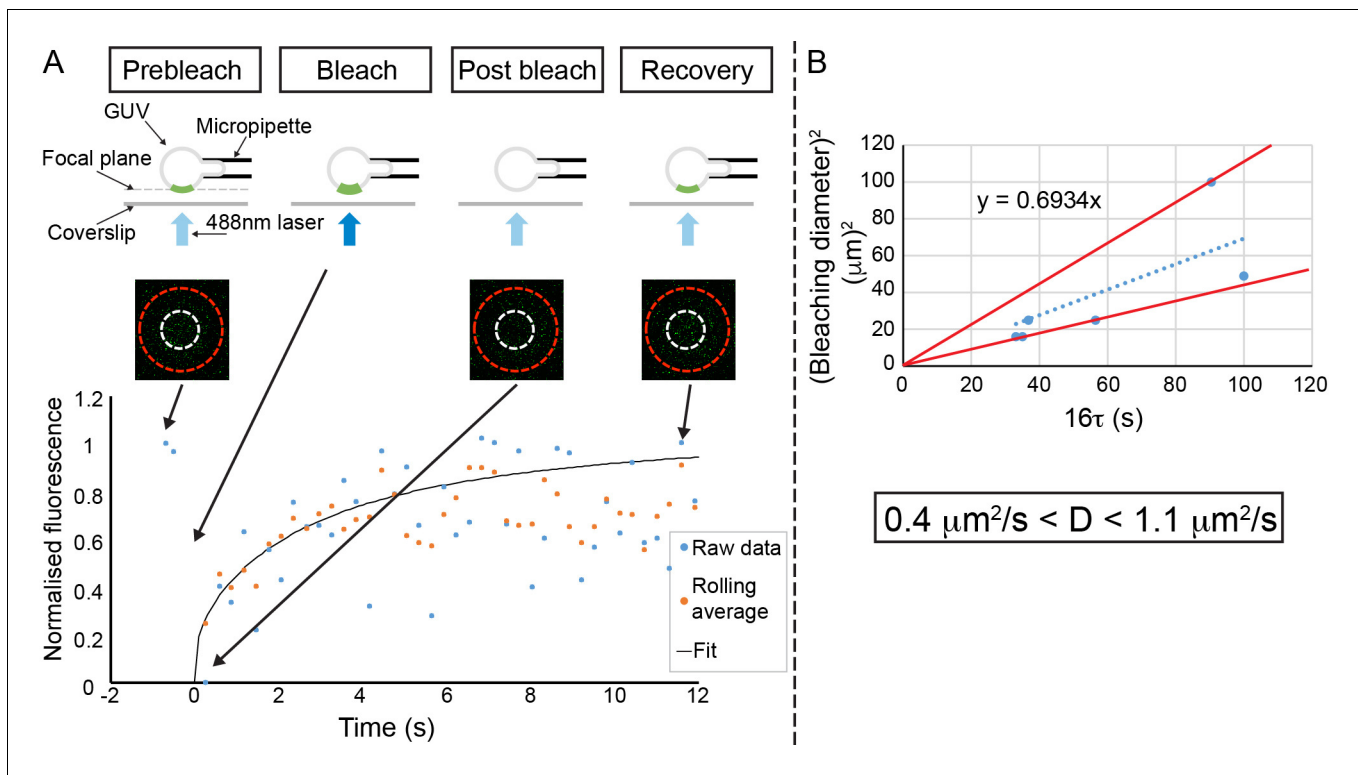 A
Prebleach
Bleach
Post bleach
Recovery
GUV
Micropipette
Focal plane
488nm laser
Coverslip
Normalised fluorescence
1.2
1
0.8
0.6
0.4
0.2
0
-2
0
2
4
6
8
10
12
Time (s)
Raw data
Rolling
average
Fit
B
(Bleaching diameter)²
(μm)²
120
100
80
60
40
20
0
y = 0.6934x
0
20
40
60
80
100
120
16τ (s)
0.4 μm²/s < D < 1.1 μm²/s